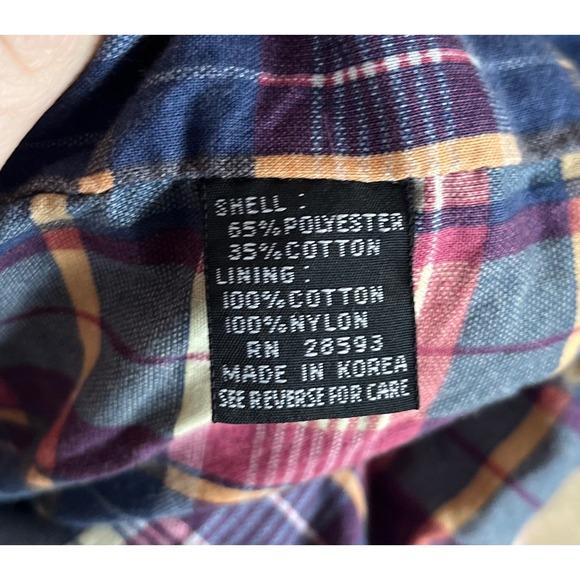 SHELL :
65% POLYESTER
35% COTTON
LINING :
100% COTTON
100% NYLON
RN 28593
MADE IN KOREA
SEE REVERSE FOR CARE